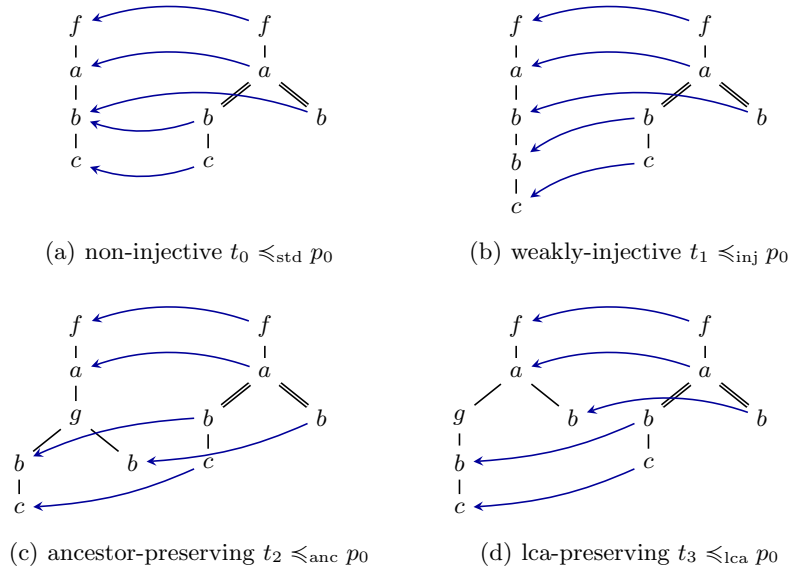 f f f f
a a a a
b b b b b b
c c b c
c
(a) non-injective t₀ ≼std p₀ (b) weakly-injective t₁ ≼inj p₀
f f f f
a a a a
g b b g b b b
b b c b c
c c
(c) ancestor-preserving t₂ ≼anc p₀ (d) lca-preserving t₃ ≼lca p₀